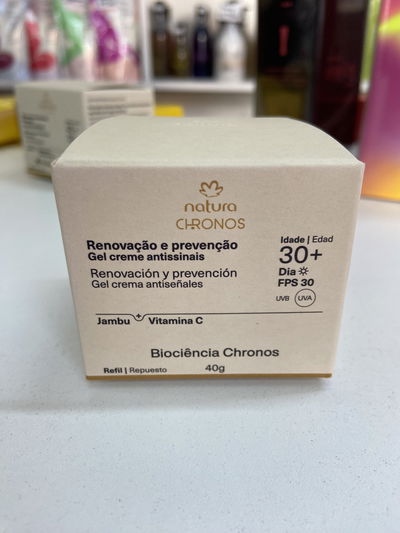 natura
CHRONOS
Renovação e prevenção
Gel creme antissinais
Renovación y prevención
Gel crema antiseñales
Idade | Edad
30+
Dia
FPS 30
UVB UVA
Jambu + Vitamina C
Biociência Chronos
Refil | Repuesto
40g